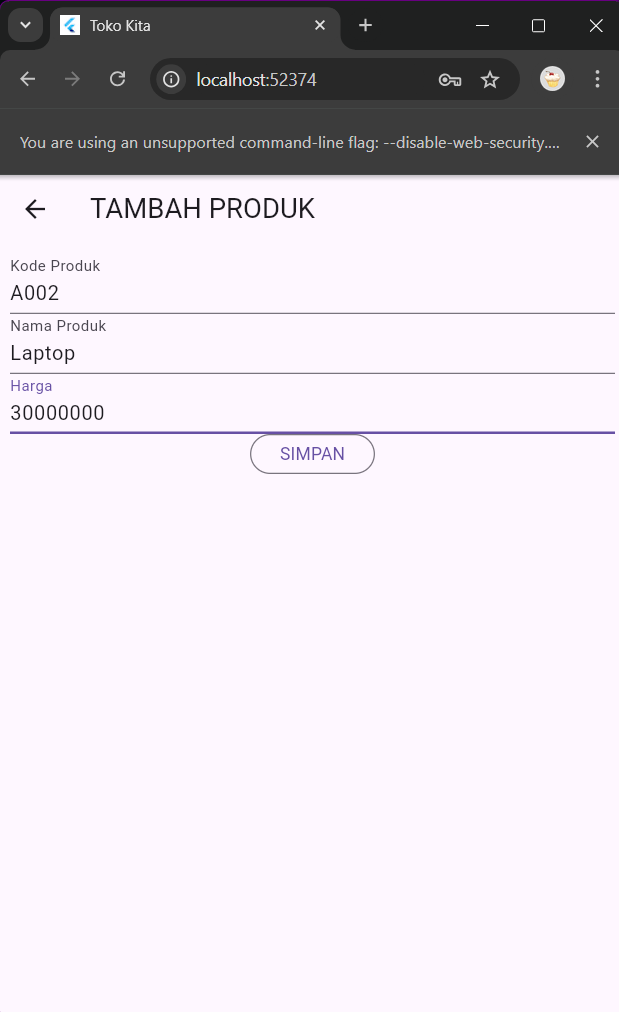 Toko Kita
localhost:52374
You are using an unsupported command-line flag: --disable-web-security....
TAMBAH PRODUK
Kode Produk
A002
Nama Produk
Laptop
Harga
30000000
SIMPAN